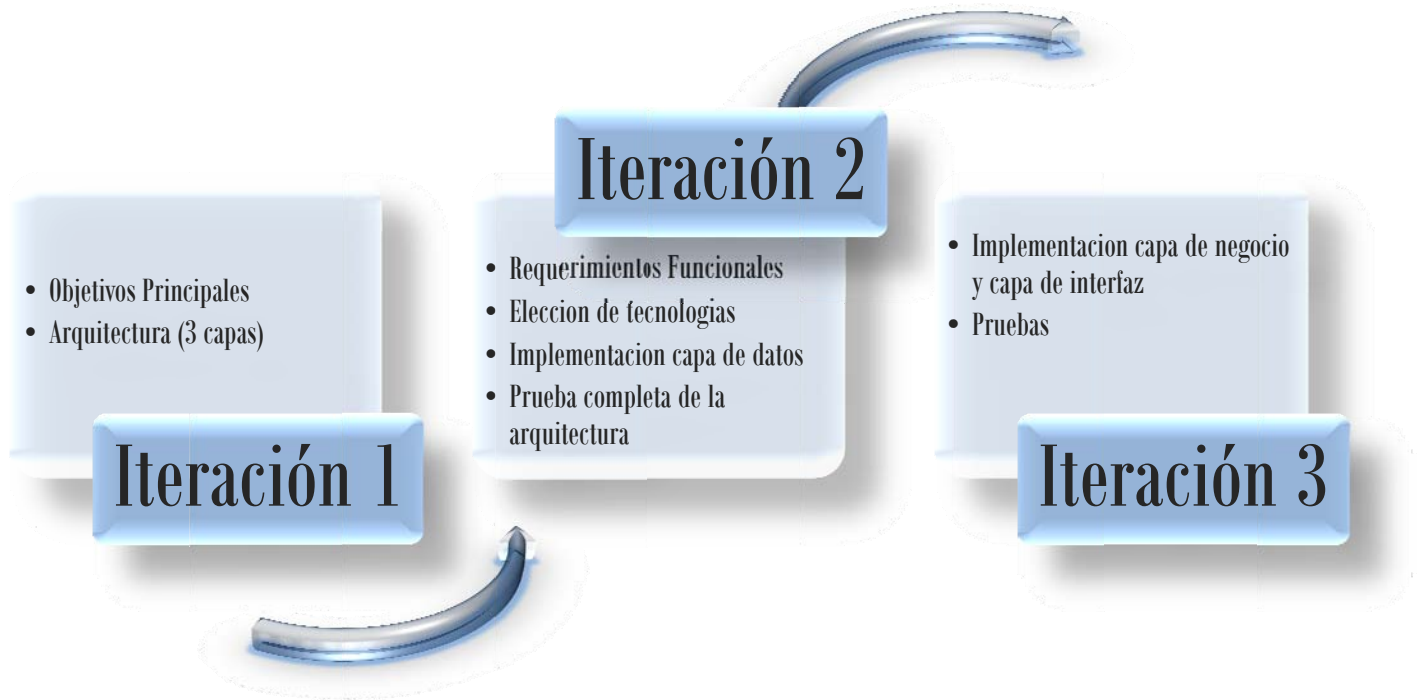 • Objetivos Principales
• Arquitectura (3 capas)
Iteración 1
Iteración 2
• Requerimientos Funcionales
• Eleccion de tecnologias
• Implementacion capa de datos
• Prueba completa de la
arquitectura
• Implementacion capa de negocio
y capa de interfaz
• Pruebas
Iteración 3